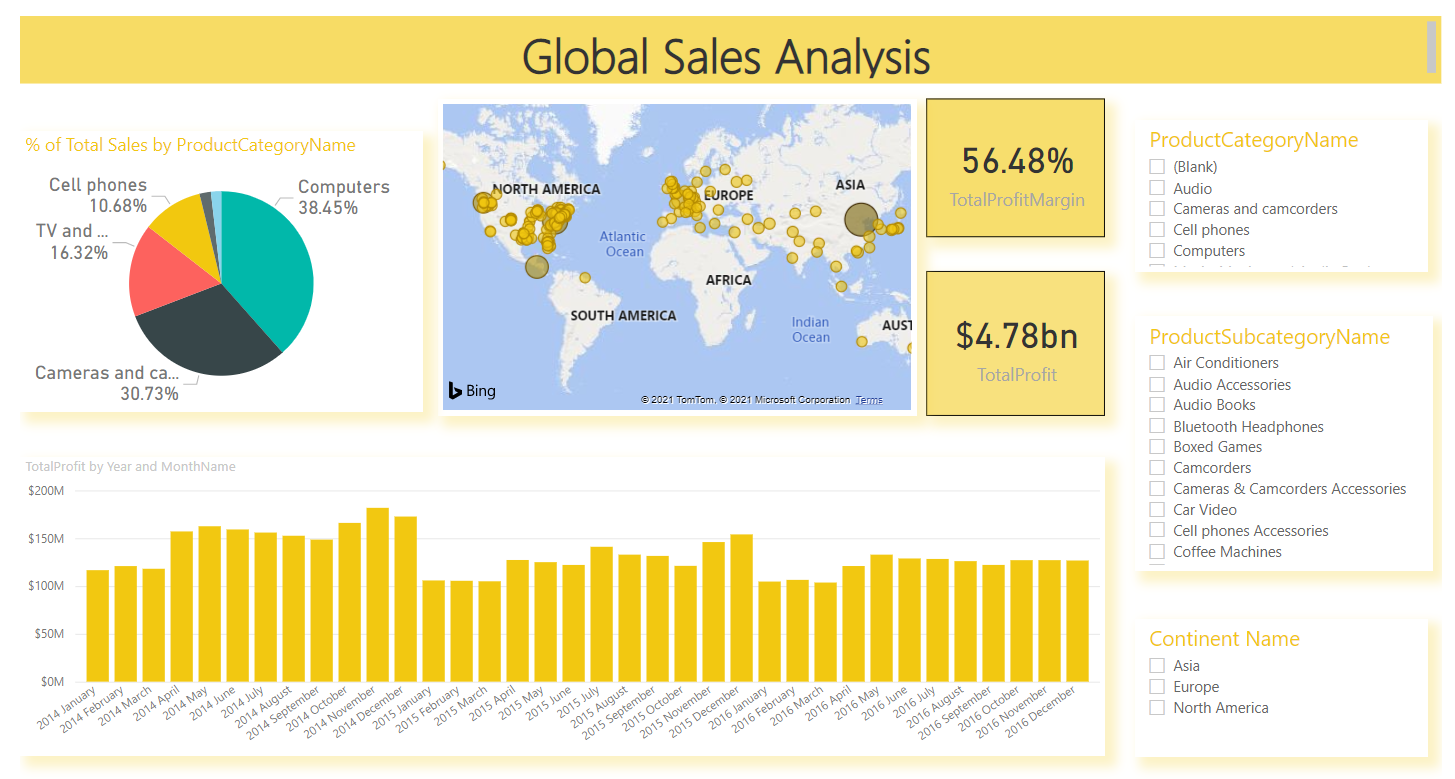 Global Sales Analysis
% of Total Sales by ProductCategoryName
Cell phones
10.68%
Computers
38.45%
TV and ...
16.32%
Cameras and ca...
30.73%
NORTH AMERICA
EUROPE
ASIA
Atlantic
Ocean
AFRICA
SOUTH AMERICA
Indian
Ocean
AUST
Bing
© 2021 TomTom, © 2021 Microsoft Corporation Terms
56.48%
TotalProfitMargin
$4.78bn
TotalProfit
ProductCategoryName
(Blank)
Audio
Cameras and camcorders
Cell phones
Computers
ProductSubcategoryName
Air Conditioners
Audio Accessories
Audio Books
Bluetooth Headphones
Boxed Games
Camcorders
Cameras & Camcorders Accessories
Car Video
Cell phones Accessories
Coffee Machines
Continent Name
Asia
Europe
North America
TotalProfit by Year and MonthName
$200M
$150M
$100M
$50M
$0M
2014 January
2014 February
2014 March
2014 April
2014 May
2014 June
2014 July
2014 August
2014 September
2014 October
2014 November
2014 December
2015 January
2015 February
2015 March
2015 April
2015 May
2015 June
2015 July
2015 August
2015 September
2015 October
2015 November
2015 December
2016 January
2016 February
2016 March
2016 April
2016 May
2016 June
2016 July
2016 August
2016 September
2016 October
2016 November
2016 December